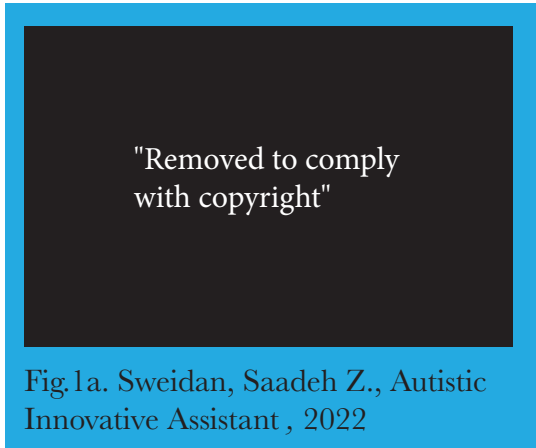 "Removed to comply
with copyright"
Fig.1a. Sweidan, Saadeh Z., Autistic
Innovative Assistant , 2022